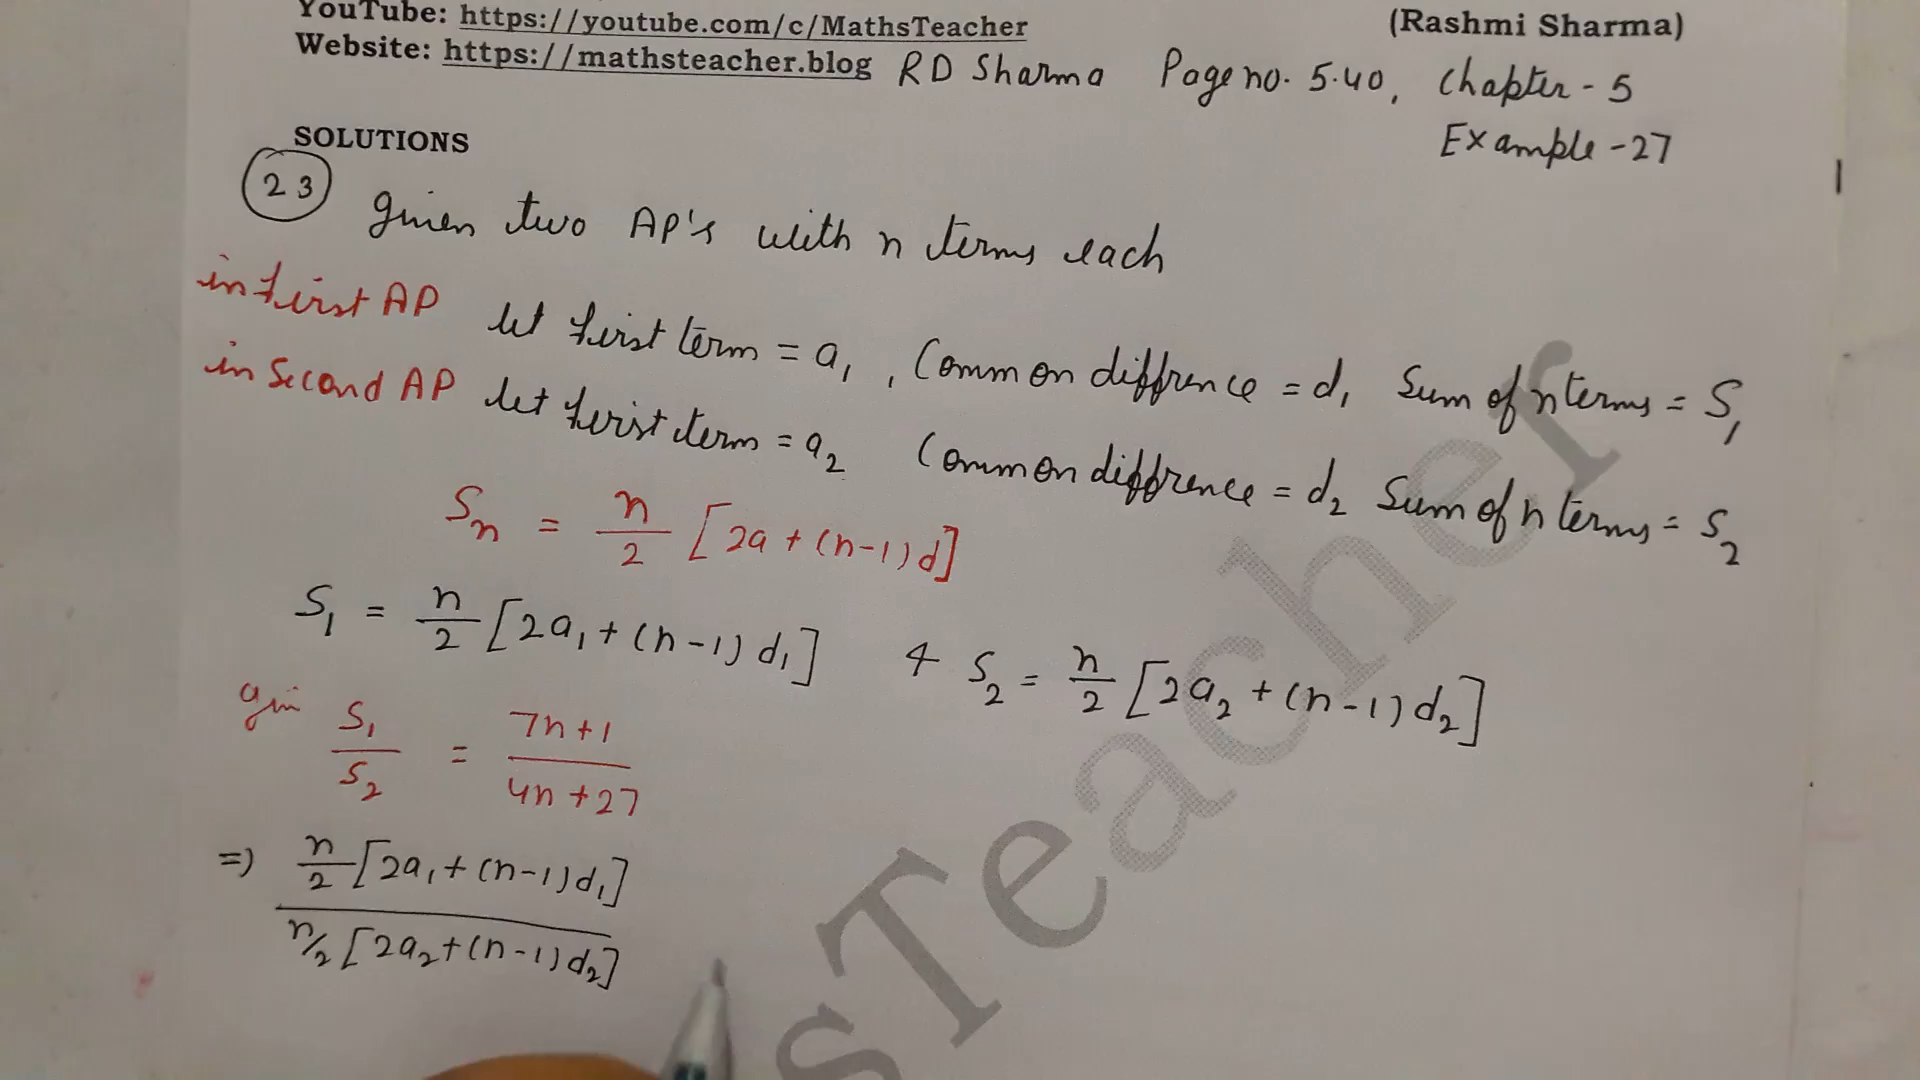 YouTube: https://youtube.com/c/MathsTeacher (Rashmi Sharma)
Website: https://mathsteacher.blog RD Sharma Page no. 5.40, Chapter - 5
Example - 27
SOLUTIONS
23 given two AP's with n terms each
in first AP let first term = a₁, Common diffrence = d₁ Sum of n terms = S₁
in Second AP let first term = a₂ Common diffrence = d₂ Sum of n terms = S₂
Sₙ = n/2 [2a + (n-1)d]
S₁ = n/2 [2a₁ + (n-1)d₁] & S₂ = n/2 [2a₂ + (n-1)d₂]
S₁/S₂ = 7n+1/4n+27
=) n/2 [2a₁ + (n-1)d₁]
n/2 [2a₂ + (n-1)d₂]
sTeacher